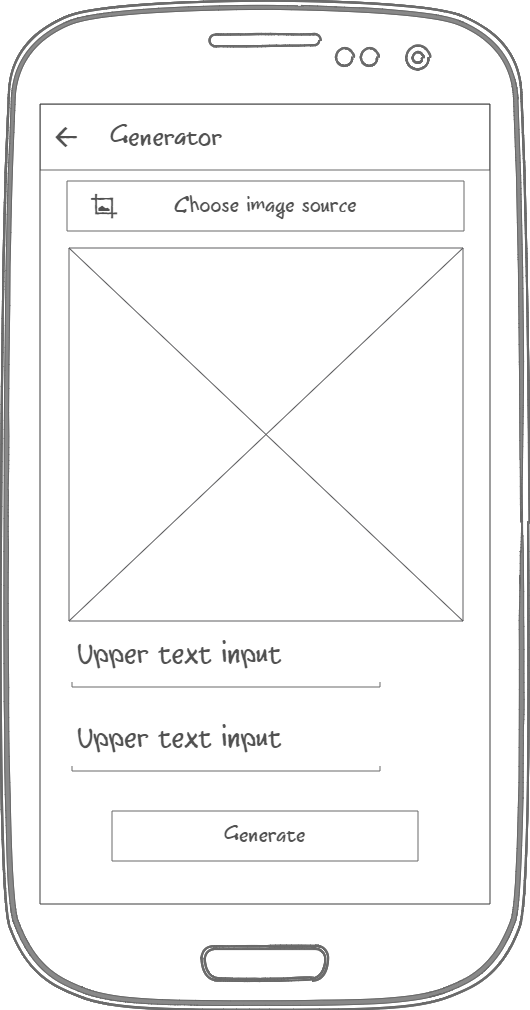 Generator
Choose image source
Upper text input
Upper text input
Generate